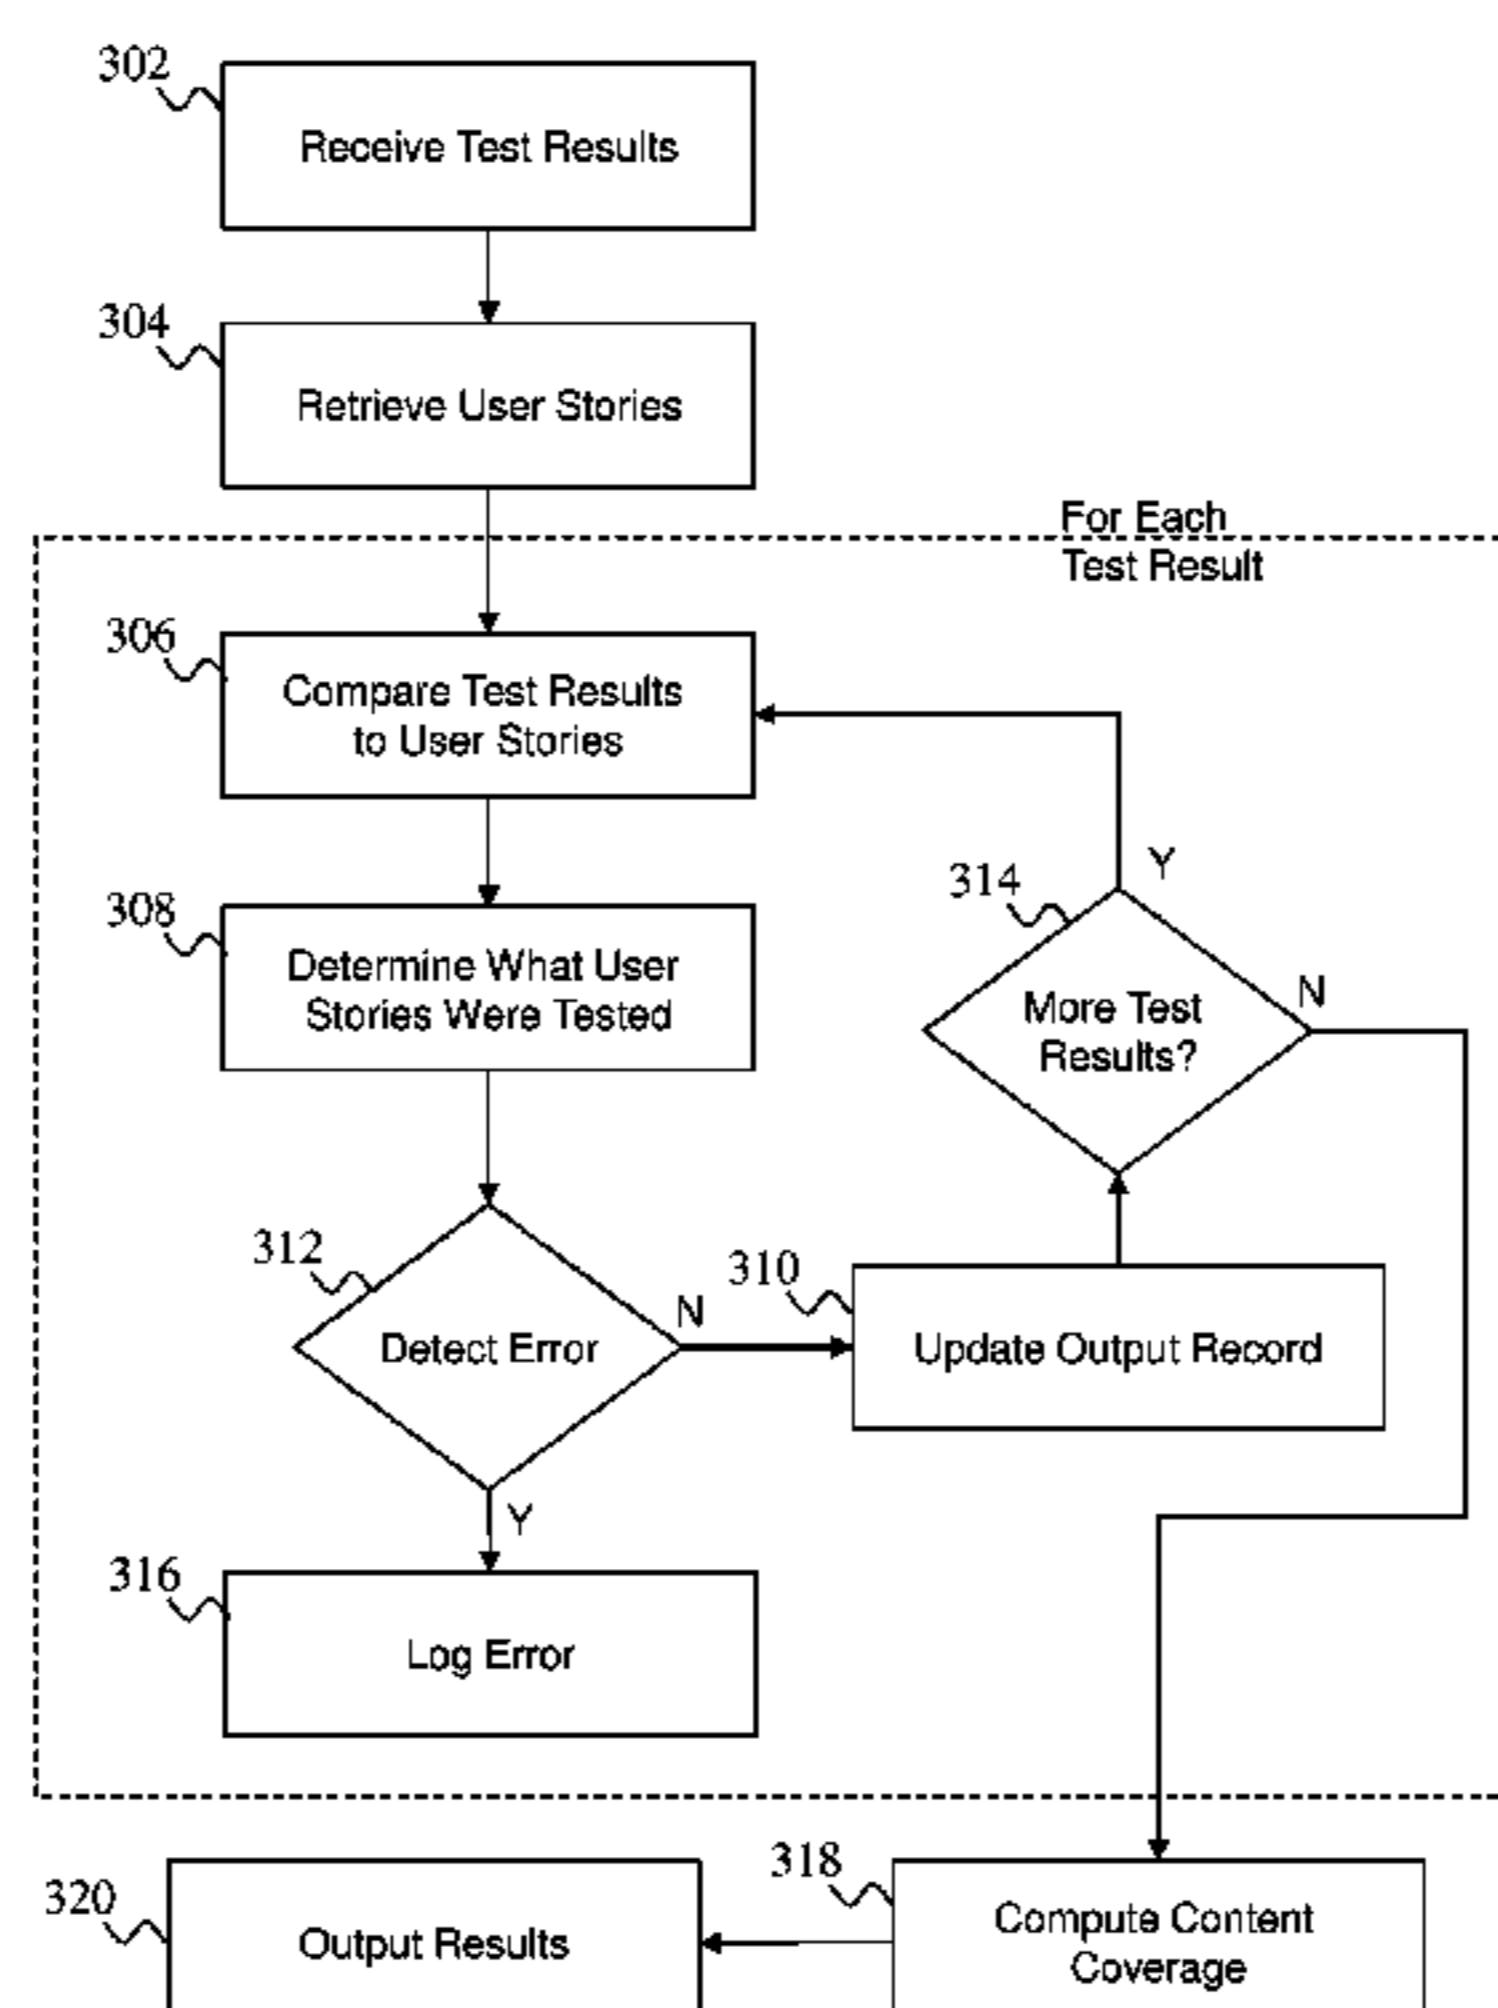 302
Receive Test Results
304
Retrieve User Stories
For Each
Test Result
306
Compare Test Results
to User Stories
308
Determine What User
Stories Were Tested
314
Y
More Test
Results?
N
312
Detect Error
N
310
Update Output Record
Y
316
Log Error
320
Output Results
318
Compute Content
Coverage